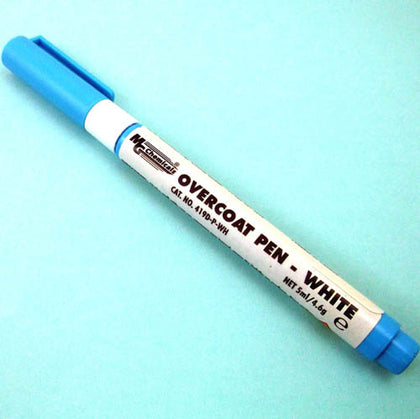 MG Chemicals
OVERCOAT PEN - WHITE
CAT. NO. 419D-P-WH
NET 5ml/4.6g ℮